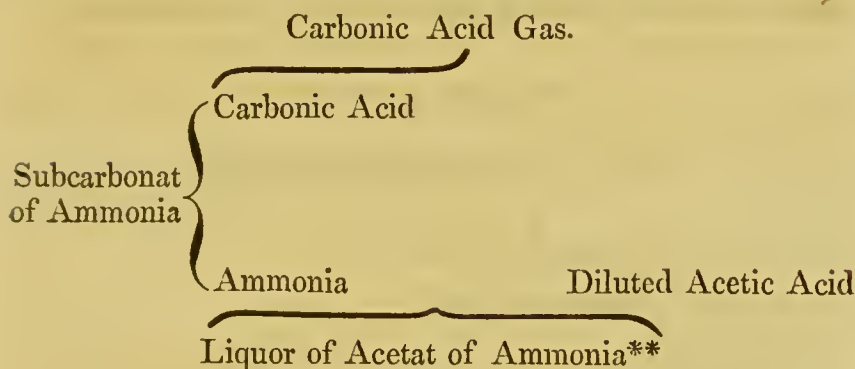 Carbonic Acid Gas.
Carbonic Acid
Subcarbonat
of Ammonia
Ammonia Diluted Acetic Acid
Liquor of Acetat of Ammonia**